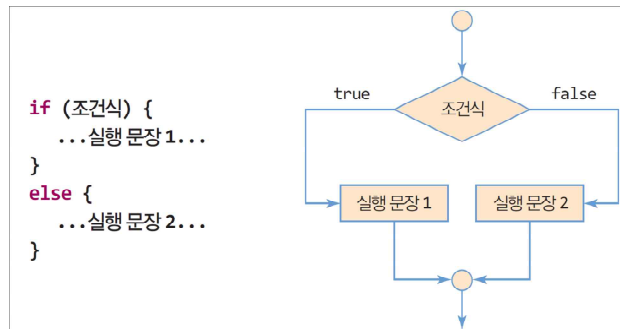 if (조건식) {
...실행 문장 1...
}
else {
...실행 문장 2...
}
true
false
조건식
실행 문장 1
실행 문장 2